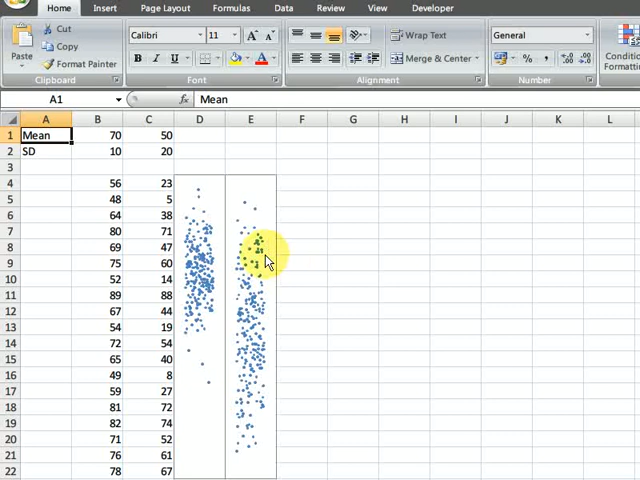 Home Insert Page Layout Formulas Data Review View Developer
Cut Calibri 11 A A Wrap Text General
Copy
Paste Format Painter B I U A Merge & Center $ % ,
Clipboard Font Alignment Number
A1 fx Mean
A B C D E F G H I J K L
1 Mean 70 50
2 SD 10 20
3
4 56 23
5 48 5
6 64 38
7 80 71
8 69 47
9 75 60
10 52 14
11 89 88
12 67 44
13 54 19
14 72 54
15 65 40
16 49 8
17 59 27
18 81 72
19 82 74
20 71 52
21 76 61
22 78 67